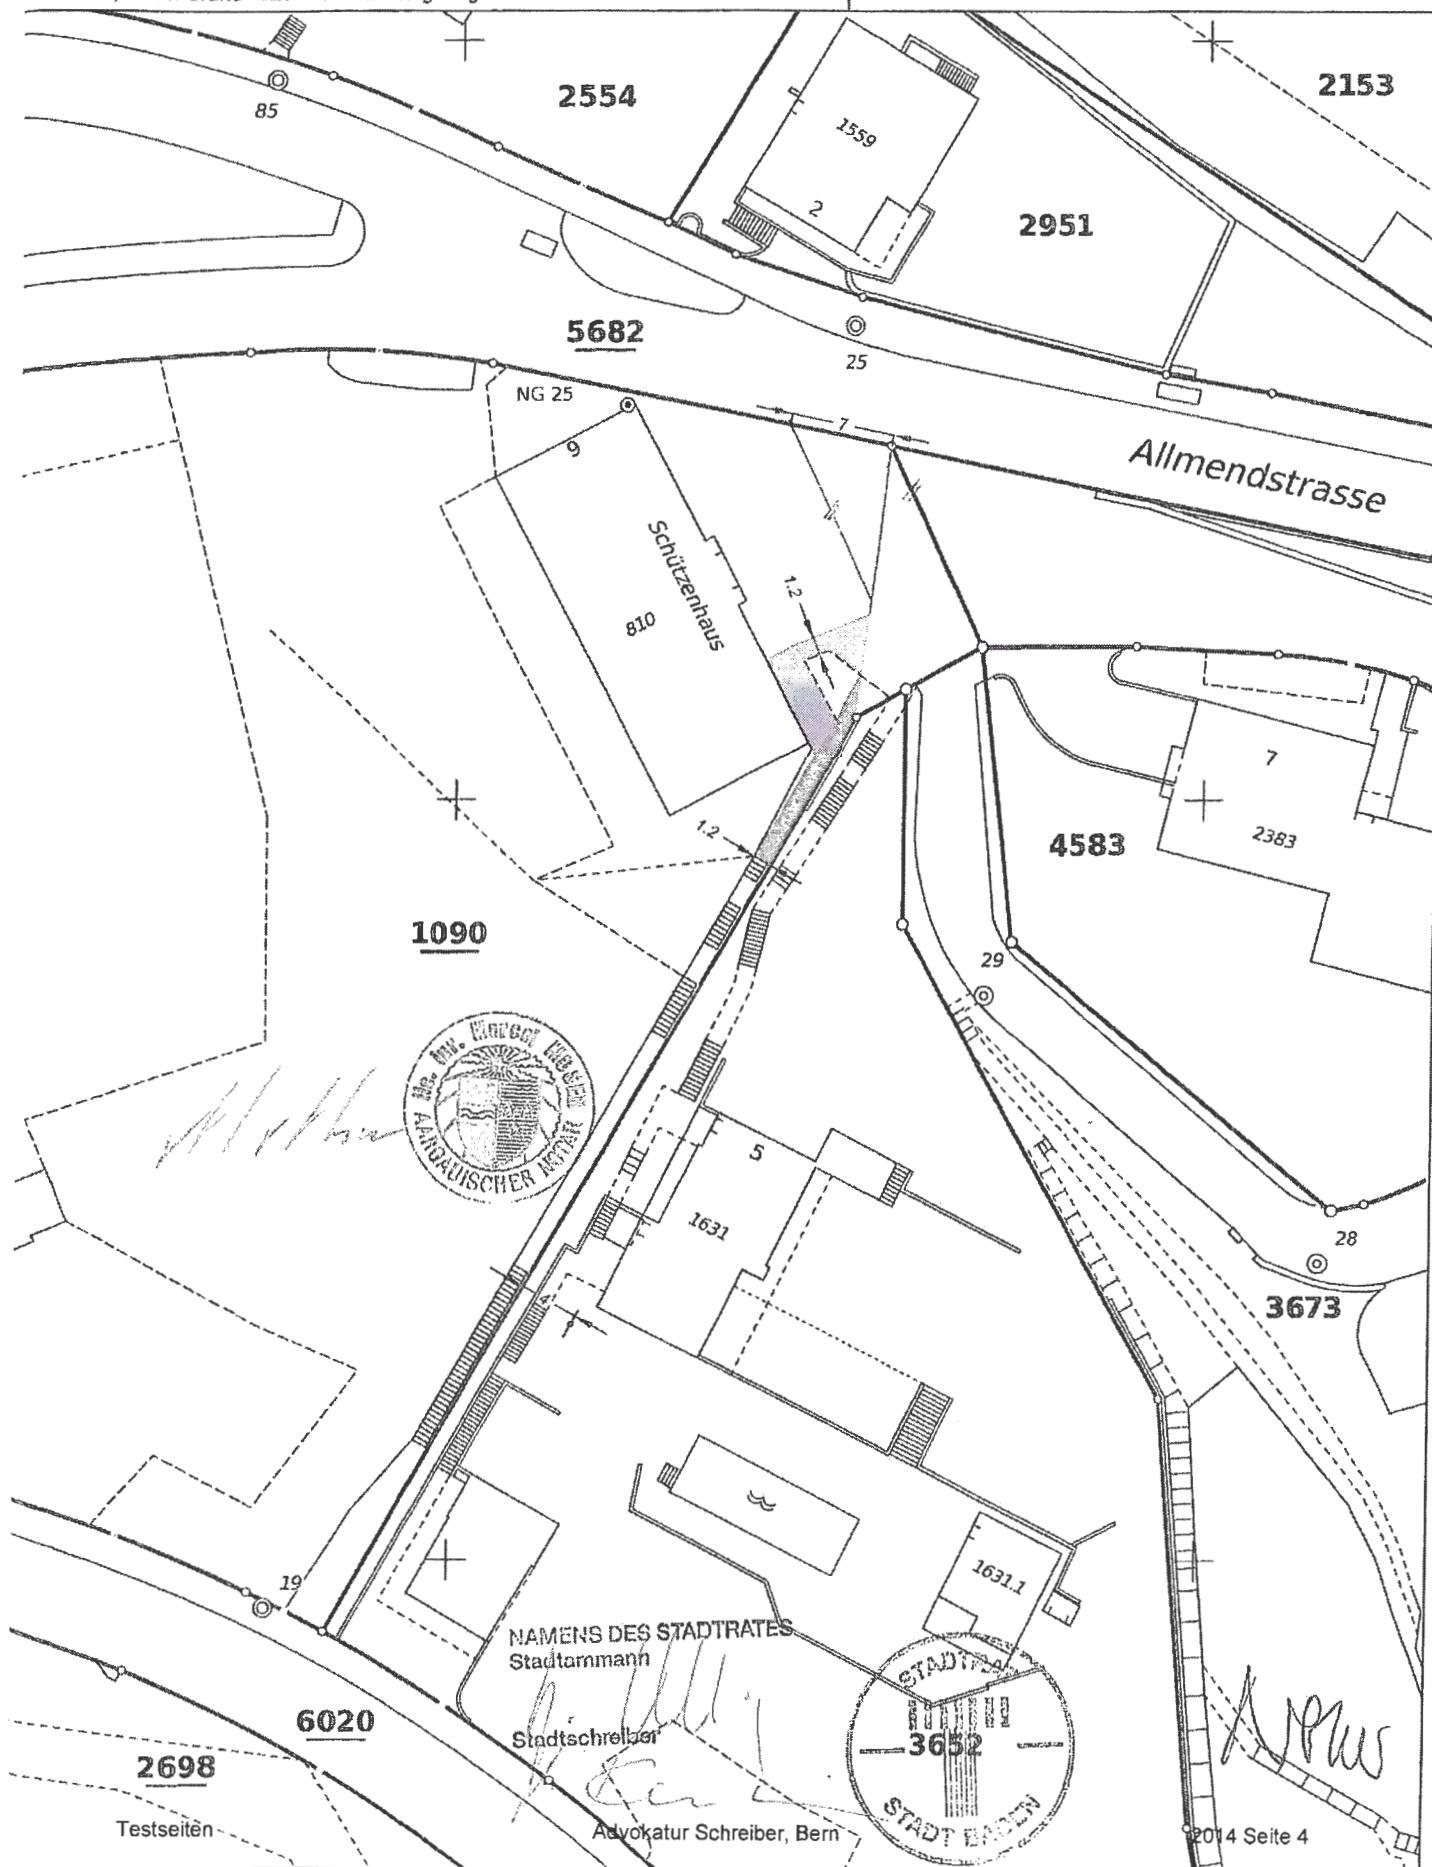 85
2554
2153
1559
2
2951
5682
25
NG 25
9
7
Allmendstrasse
Schützenhaus
810
1.2
7
2383
4583
1.2
1090
29
AARGAUISCHER NOTAR
5
1631
28
3673
4
19
1631.1
NAMENS DES STADTRATES
Stadtammann
STADTRAT
6020
Stadtschreiber
3652
2698
STADT BADEN
Testseiten
Advokatur Schreiber, Bern
2014 Seite 4